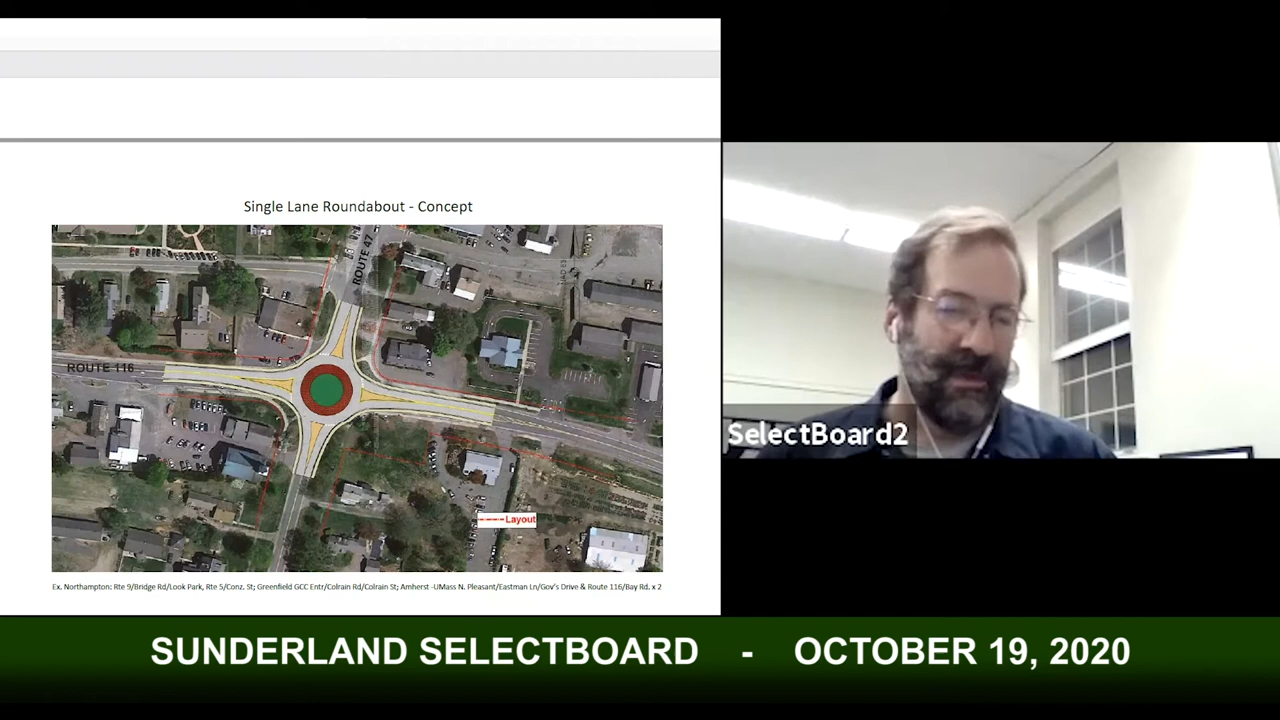 Single Lane Roundabout - Concept
ROUTE 47
ROUTE 116
Layout
Ex. Northampton: Rte 9/Bridge Rd/Look Park, Rte 5/Conz. St; Greenfield GCC Entr/Colrain Rd/Colrain St; Amherst -UMass N. Pleasant/Eastman Ln/Gov's Drive & Route 116/Bay Rd. x 2
SelectBoard2
SUNDERLAND SELECTBOARD - OCTOBER 19, 2020